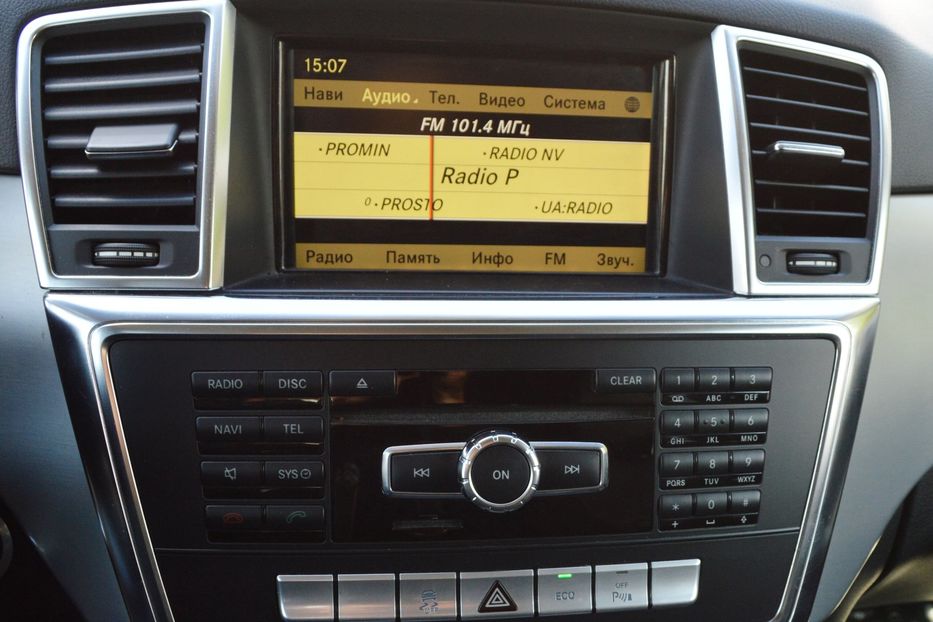 15:07
Нави Аудио Тел. Видео Система
FM 101.4 МГц
•PROMIN •RADIO NV
Radio P
0•PROSTO •UA:RADIO
Радио Память Инфо FM Звуч.
RADIO DISC CLEAR 1 2 3
ABC DEF
NAVI TEL 4 5 6
GHI JKL MNO
SYS ON 7 8 9
PQRS TUV WXYZ
* 0 #
+
ECO OFF
P